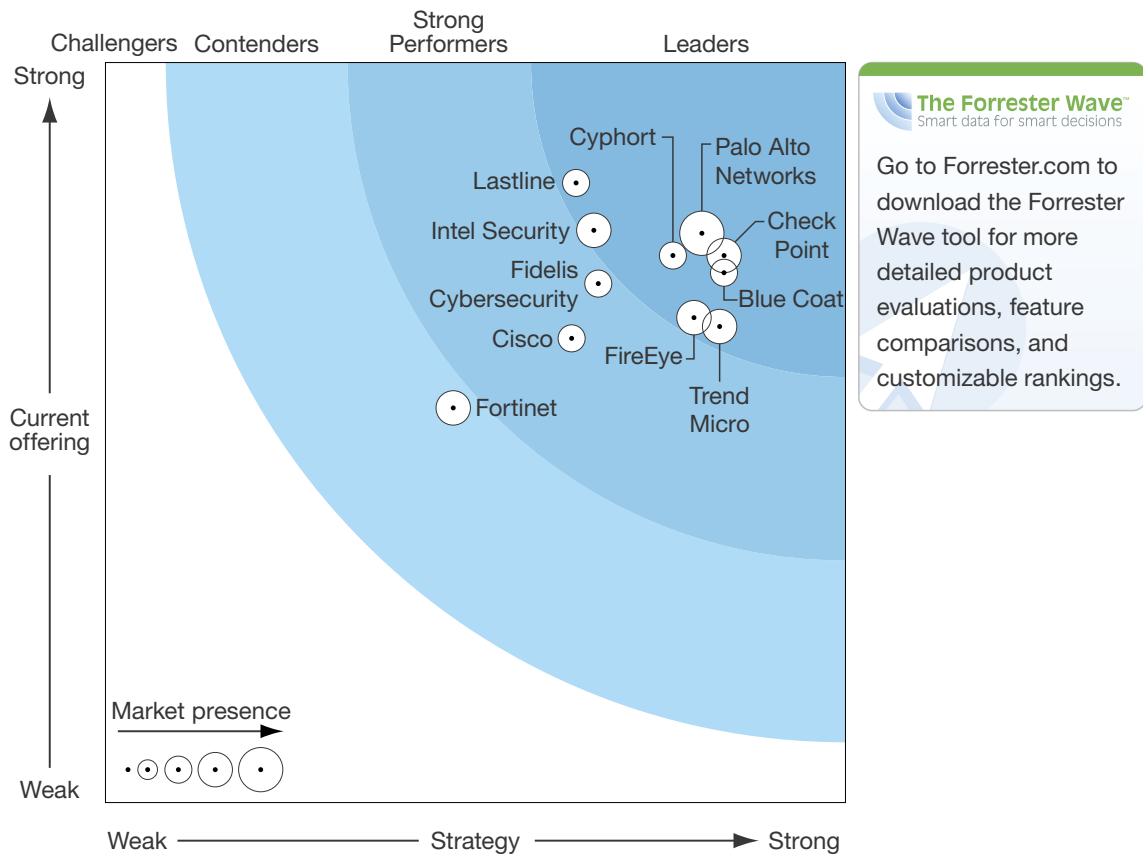 Strong
Performers
Challengers
Contenders
Leaders
Strong
The Forrester Wave™
Smart data for smart decisions
Go to Forrester.com to
download the Forrester
Wave tool for more
detailed product
evaluations, feature
comparisons, and
customizable rankings.
Cyphort
Palo Alto
Networks
Lastline
Check
Point
Intel Security
Fidelis
Cybersecurity
Blue Coat
Cisco
FireEye
Trend
Micro
Fortinet
Current
offering
Market presence
Weak
Weak
Strategy
Strong